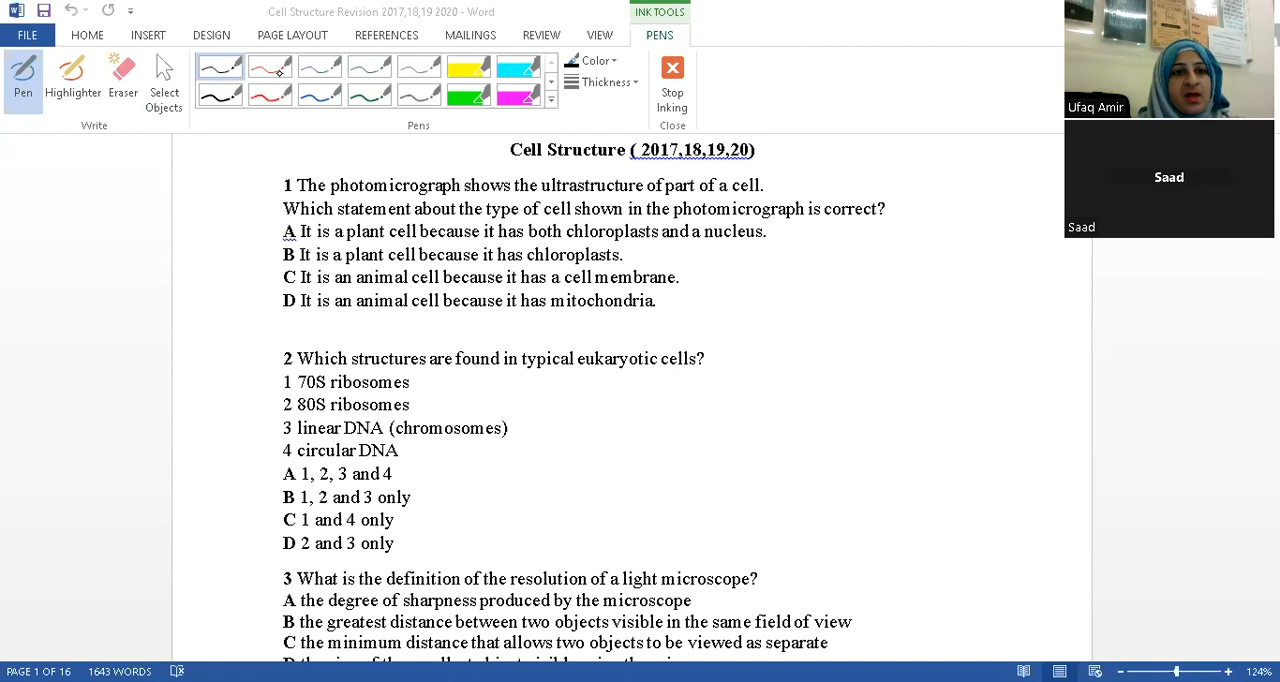 Cell Structure Revision 2017,18,19 2020 - Word
INK TOOLS
FILE
HOME
INSERT
DESIGN
PAGE LAYOUT
REFERENCES
MAILINGS
REVIEW
VIEW
PENS
Pen
Highlighter
Eraser
Select Objects
Color
Thickness
Stop Inking
Write
Pens
Close
Ufaq Amir
Saad
Saad
Cell Structure ( 2017,18,19,20)
1 The photomicrograph shows the ultrastructure of part of a cell.
Which statement about the type of cell shown in the photomicrograph is correct?
A It is a plant cell because it has both chloroplasts and a nucleus.
B It is a plant cell because it has chloroplasts.
C It is an animal cell because it has a cell membrane.
D It is an animal cell because it has mitochondria.
2 Which structures are found in typical eukaryotic cells?
1 70S ribosomes
2 80S ribosomes
3 linear DNA (chromosomes)
4 circular DNA
A 1, 2, 3 and 4
B 1, 2 and 3 only
C 1 and 4 only
D 2 and 3 only
3 What is the definition of the resolution of a light microscope?
A the degree of sharpness produced by the microscope
B the greatest distance between two objects visible in the same field of view
C the minimum distance that allows two objects to be viewed as separate
PAGE 1 OF 16
1643 WORDS
124%